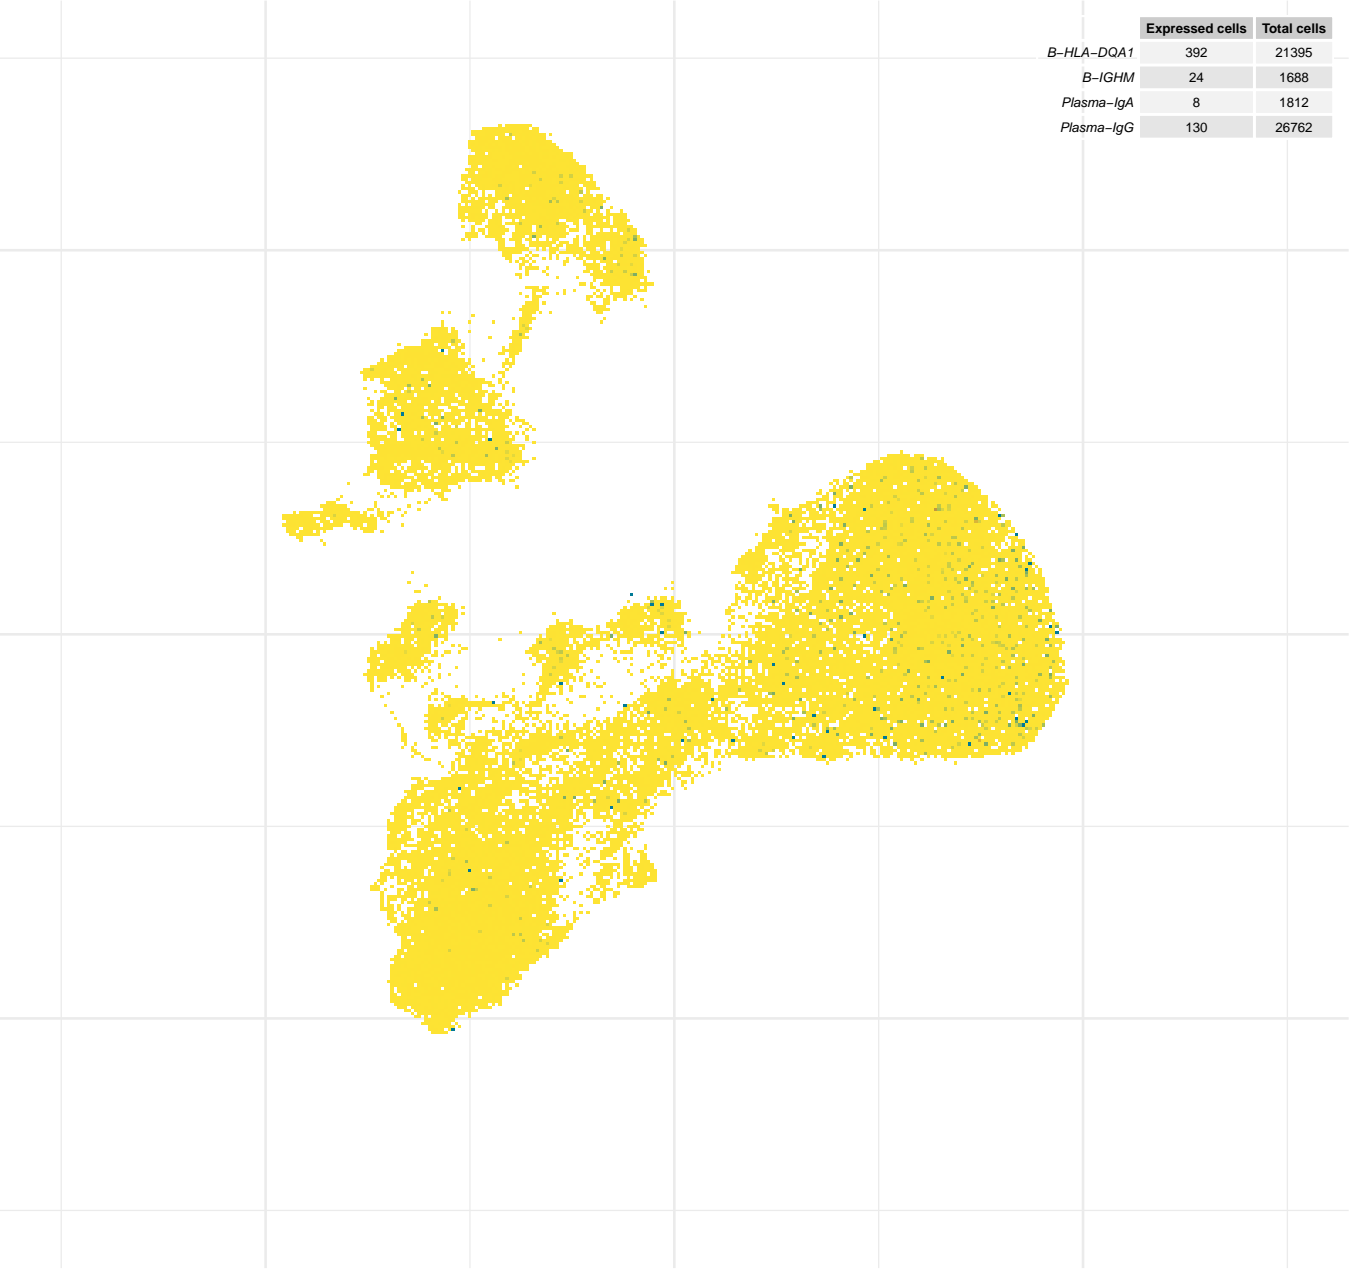 Expressed cells Total cells
B−HLA−DQA1 392 21395
B−IGHM 24 1688
Plasma−IgA 8 1812
Plasma−IgG 130 26762